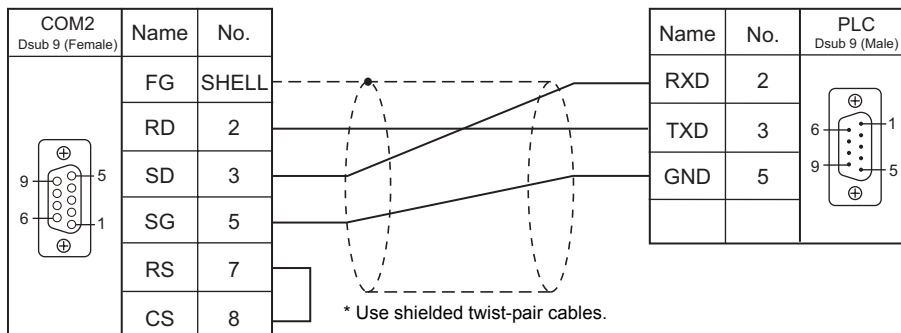 COM2
Dsub 9 (Female)
Name No.
FG SHELL
RD 2
SD 3
SG 5
RS 7
CS 8
9 5
6 1
Name No.
RXD 2
TXD 3
GND 5
PLC
Dsub 9 (Male)
6 1
9 5
* Use shielded twist-pair cables.